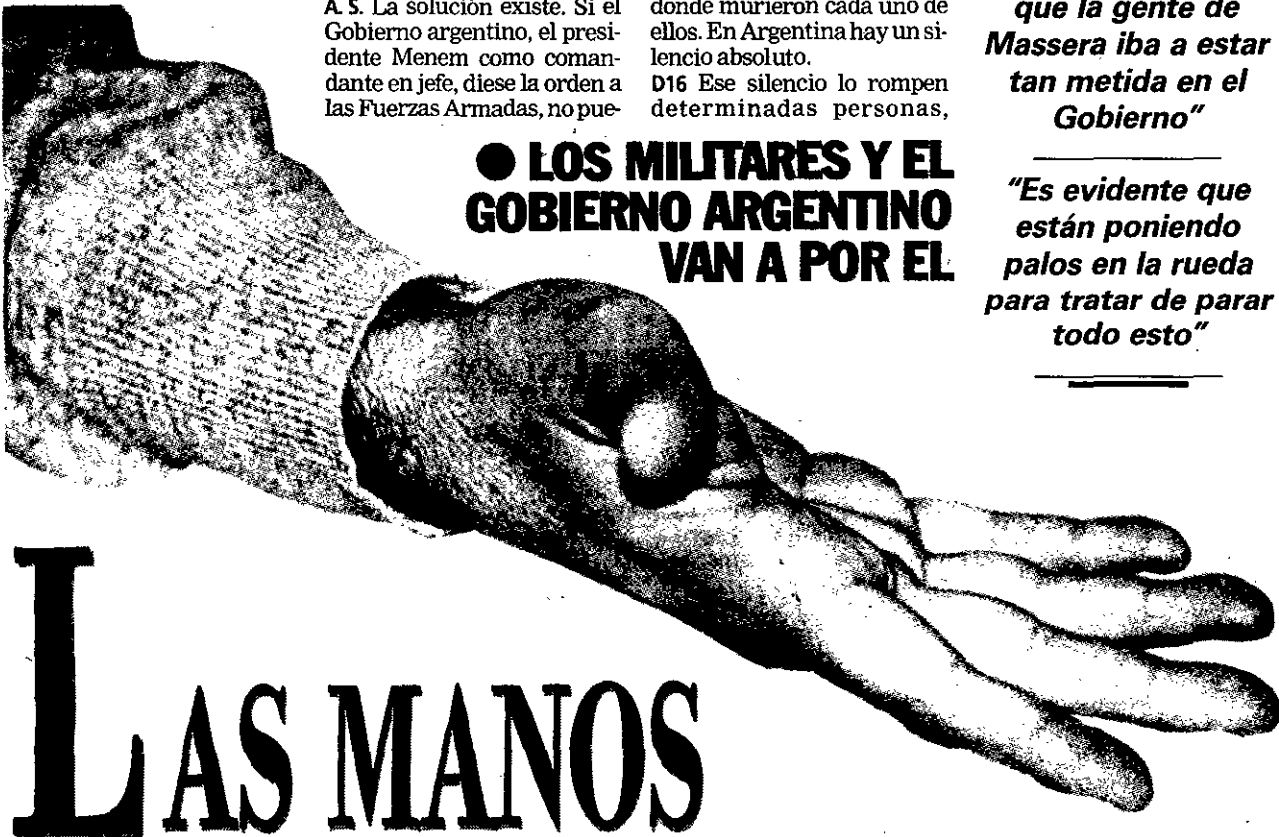 A. S. La solución existe. Si el
Gobierno argentino, el presi-
dente Menem como coman-
dante en jefe, diese la orden a
las Fuerzas Armadas, no pue-
donde murieron cada uno de
ellos. En Argentina hay un si-
lencio absoluto.
D16 Ese silencio lo rompen
determinadas personas,
que la gente de
Massera iba a estar
tan metida en el
Gobierno"
"Es evidente que
están poniendo
palos en la rueda
para tratar de parar
todo esto"
● LOS MILITARES Y EL
GOBIERNO ARGENTINO
VAN A POR EL
LAS MANOS